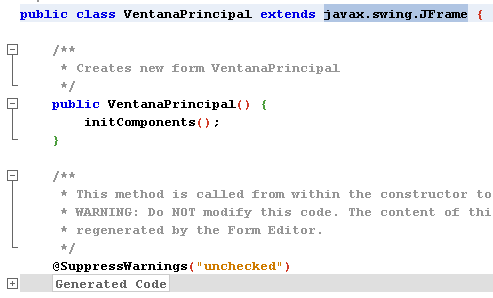 public class VentanaPrincipal extends javax.swing.JFrame {
/**
* Creates new form VentanaPrincipal
*/
public VentanaPrincipal() {
initComponents();
}
/**
* This method is called from within the constructor to
* WARNING: Do NOT modify this code. The content of thi
* regenerated by the Form Editor.
*/
@SuppressWarnings("unchecked")
Generated Code